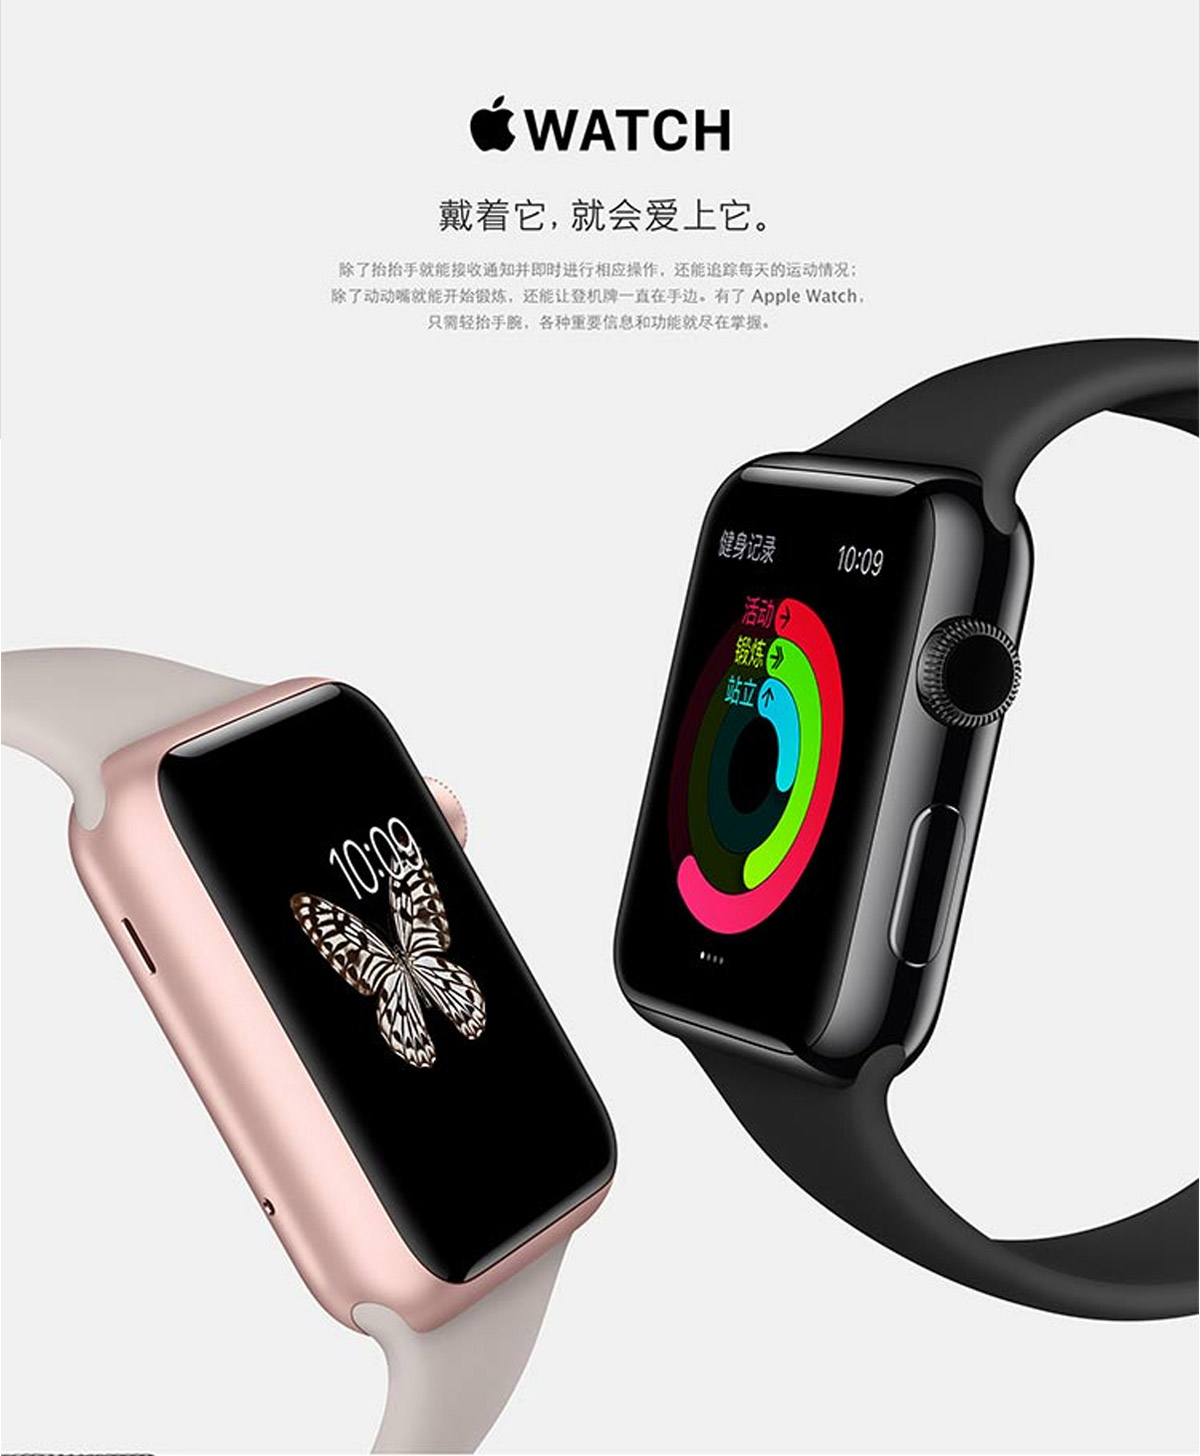 WATCH
戴着它，就会爱上它。
除了抬抬手就能接收通知并即时进行相应操作，还能追踪每天的运动情况；
除了动动嘴就能开始锻炼，还能让登机牌一直在手边。有了 Apple Watch，
只需轻抬手腕，各种重要信息和功能就尽在掌握。
健身记录
10:09
活动
锻炼
站立
10:09